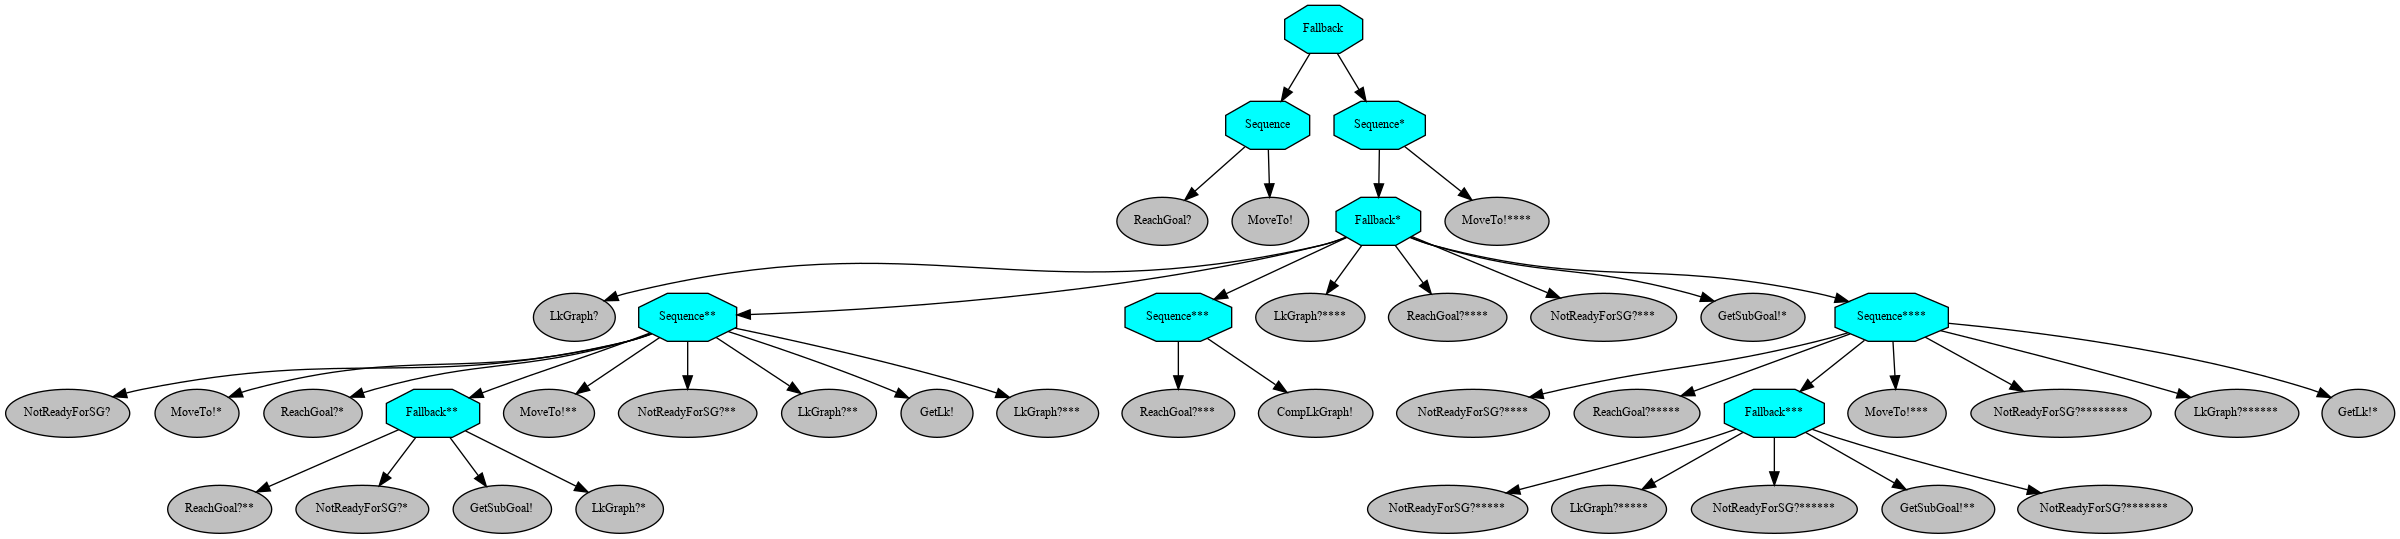 Fallback
Sequence
Sequence*
ReachGoal?
MoveTo!
Fallback*
MoveTo!****
LkGraph?
Sequence**
Sequence***
LkGraph?****
ReachGoal?****
NotReadyForSG?***
GetSubGoal!*
Sequence****
NotReadyForSG?
MoveTo!*
ReachGoal?*
Fallback**
MoveTo!**
NotReadyForSG?**
LkGraph?**
GetLk!
LkGraph?***
ReachGoal?***
CompLkGraph!
NotReadyForSG?****
ReachGoal?*****
Fallback***
MoveTo!***
NotReadyForSG?********
LkGraph?******
GetLk!*
ReachGoal?**
NotReadyForSG?*
GetSubGoal!
LkGraph?*
NotReadyForSG?*****
LkGraph?*****
NotReadyForSG?******
GetSubGoal!**
NotReadyForSG?*******